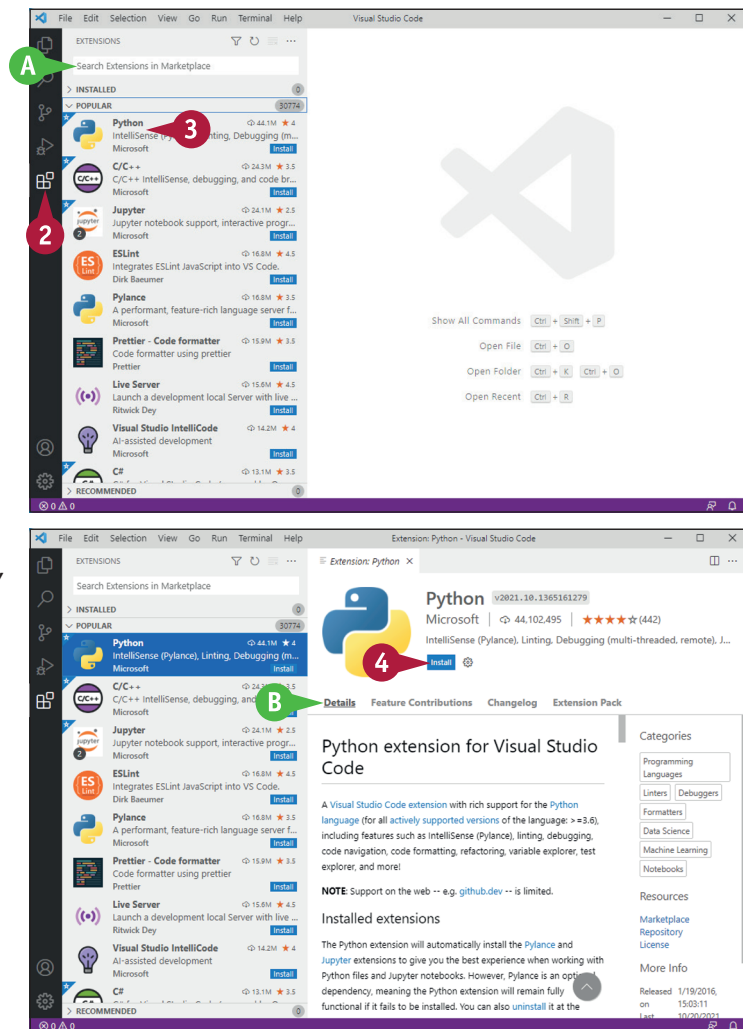 File Edit Selection View Go Run Terminal Help Visual Studio Code
EXTENSIONS
A
Search Extensions in Marketplace
INSTALLED 0
POPULAR 30774
Python 44.1M ★ 4
3
IntelliSense (Py hting, Debugging (m...
Microsoft Install
C/C++ 24.3M ★ 3.5
C/C++ IntelliSense, debugging, and code br...
Microsoft Install
2
Jupyter 24.1M ★ 2.5
Jupyter notebook support, interactive progr...
Microsoft Install
ESLint 16.8M ★ 4.5
Integrates ESLint JavaScript into VS Code.
Dirk Baeumer Install
Pylance 16.8M ★ 3.5
A performant, feature-rich language server f...
Microsoft Install
Prettier - Code formatter 15.9M ★ 3.5
Code formatter using prettier
Prettier Install
Live Server 15.6M ★ 4.5
Launch a development local Server with live ...
Ritwick Dey Install
Visual Studio IntelliCode 14.2M ★ 4
AI-assisted development
Microsoft Install
C# 13.1M ★ 3.5
RECOMMENDED 0
0 0
Show All Commands Ctrl + Shift + P
Open File Ctrl + O
Open Folder Ctrl + K Ctrl + O
Open Recent Ctrl + R
File Edit Selection View Go Run Terminal Help Extension: Python - Visual Studio Code
EXTENSIONS
Search Extensions in Marketplace
INSTALLED 0
POPULAR 30774
Python 44.1M ★ 4
IntelliSense (Pylance), Linting, Debugging (m...
Microsoft Install
C/C++ 3.5
C/C++ IntelliSense, debugging, and code br...
Microsoft Install
Jupyter 24.1M ★ 2.5
Jupyter notebook support, interactive progr...
Microsoft Install
ESLint 16.8M ★ 4.5
Integrates ESLint JavaScript into VS Code.
Dirk Baeumer Install
Pylance 16.8M ★ 3.5
A performant, feature-rich language server f...
Microsoft Install
Prettier - Code formatter 15.9M ★ 3.5
Code formatter using prettier
Prettier Install
Live Server 15.6M ★ 4.5
Launch a development local Server with live ...
Ritwick Dey Install
Visual Studio IntelliCode 14.2M ★ 4
AI-assisted development
Microsoft Install
C# 13.1M ★ 3.5
RECOMMENDED 0
0 0
Extension: Python
Python v2021.10.1365161279
Microsoft | 44,102,495 | ★★★★☆ (442)
IntelliSense (Pylance), Linting, Debugging (multi-threaded, remote), J...
4 Install
B
Details Feature Contributions Changelog Extension Pack
Python extension for Visual Studio
Code
A Visual Studio Code extension with rich support for the Python
language (for all actively supported versions of the language: >=3.6),
including features such as IntelliSense (Pylance), linting, debugging,
code navigation, code formatting, refactoring, variable explorer, test
explorer, and more!
NOTE: Support on the web -- e.g. github.dev -- is limited.
Installed extensions
The Python extension will automatically install the Pylance and
Jupyter extensions to give you the best experience when working with
Python files and Jupyter notebooks. However, Pylance is an optional
dependency, meaning the Python extension will remain fully
functional if it fails to be installed. You can also uninstall it at the
Categories
Programming
Languages
Linters Debuggers
Formatters
Data Science
Machine Learning
Notebooks
Resources
Marketplace
Repository
License
More Info
Released 1/19/2016,
on 15:03:11
Last 10/20/2021